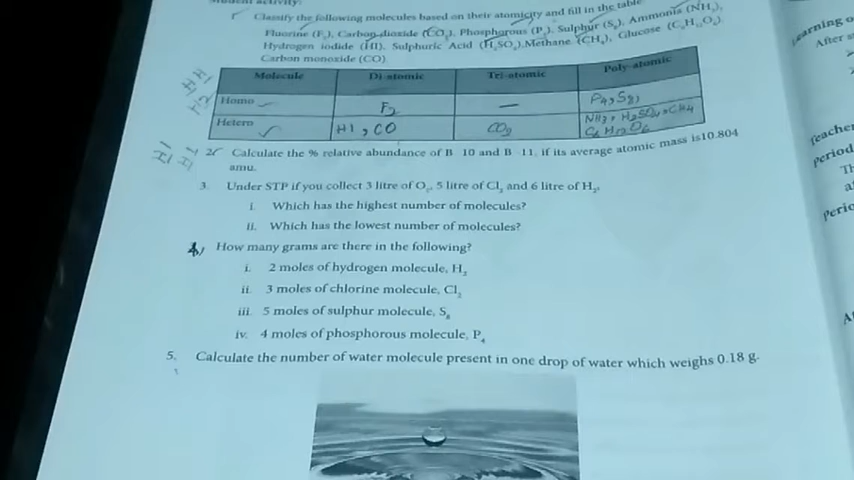 1. Classify the following molecules based on their atomicity and fill in the table
Fluorine (F2), Carbon dioxide (CO2), Phosphorous (P4), Sulphur (S8), Ammonia (NH3),
Hydrogen iodide (HI), Sulphuric Acid (H2SO4), Methane (CH4), Glucose (C6H12O6),
Carbon monoxide (CO)
Molecule Di-atomic Tri-atomic Poly-atomic
Homo F2 — P4, S8,
Hetero HI, CO CO2 NH3, H2SO4, CH4
C6H12O6
2. Calculate the % relative abundance of B 10 and B 11, if its average atomic mass is 10.804
amu.
3. Under STP if you collect 3 litre of O2, 5 litre of Cl2 and 6 litre of H2,
i. Which has the highest number of molecules?
ii. Which has the lowest number of molecules?
4. How many grams are there in the following?
i. 2 moles of hydrogen molecule, H2
ii. 3 moles of chlorine molecule, Cl2
iii. 5 moles of sulphur molecule, S8
iv. 4 moles of phosphorous molecule, P4
5. Calculate the number of water molecule present in one drop of water which weighs 0.18 g.
After
period